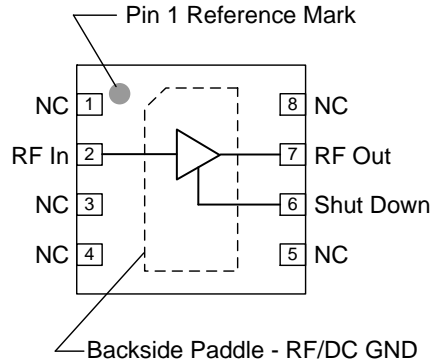 Pin 1 Reference Mark
NC 1
8 NC
RF In 2
7 RF Out
NC 3
6 Shut Down
NC 4
5 NC
Backside Paddle - RF/DC GND